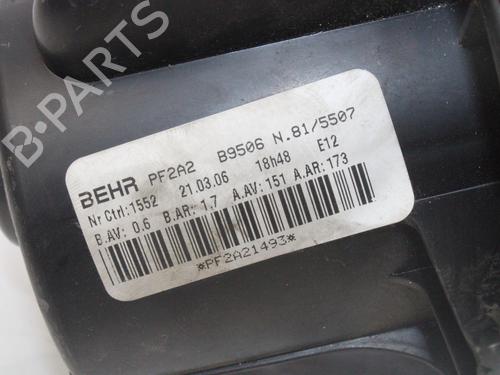 BEHR PF2A2 B9506 N.81/5507
Nr Ctrl:1552 21.03.06 18h48 E12
B.AV: 0.6 B.AR: 1.7 A.AV:151 A.AR:173
*PF2A21493*
B-PARTS